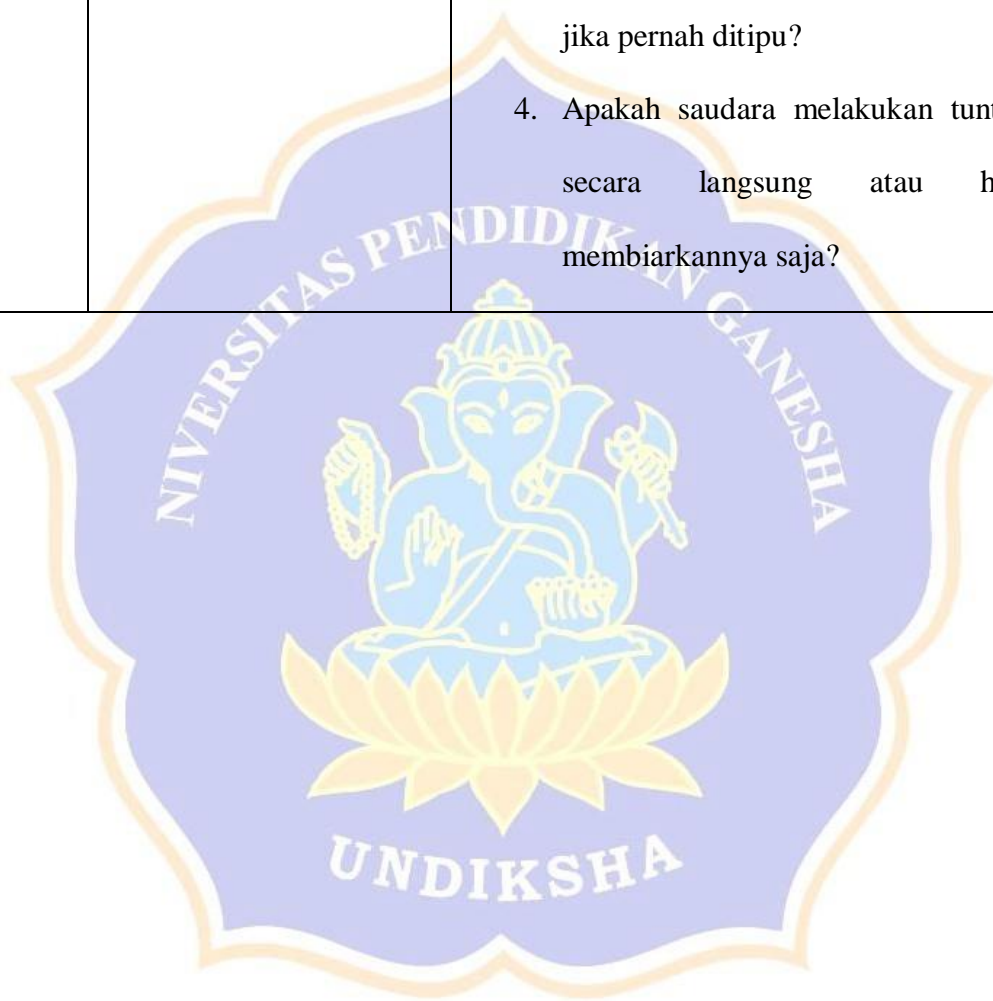 jika pernah ditipu?
4. Apakah saudara melakukan
secara langsung atau
membiarkannya saja?
NIVERSITAS PENDIDIKAN GANESHA
UNDIKSHA